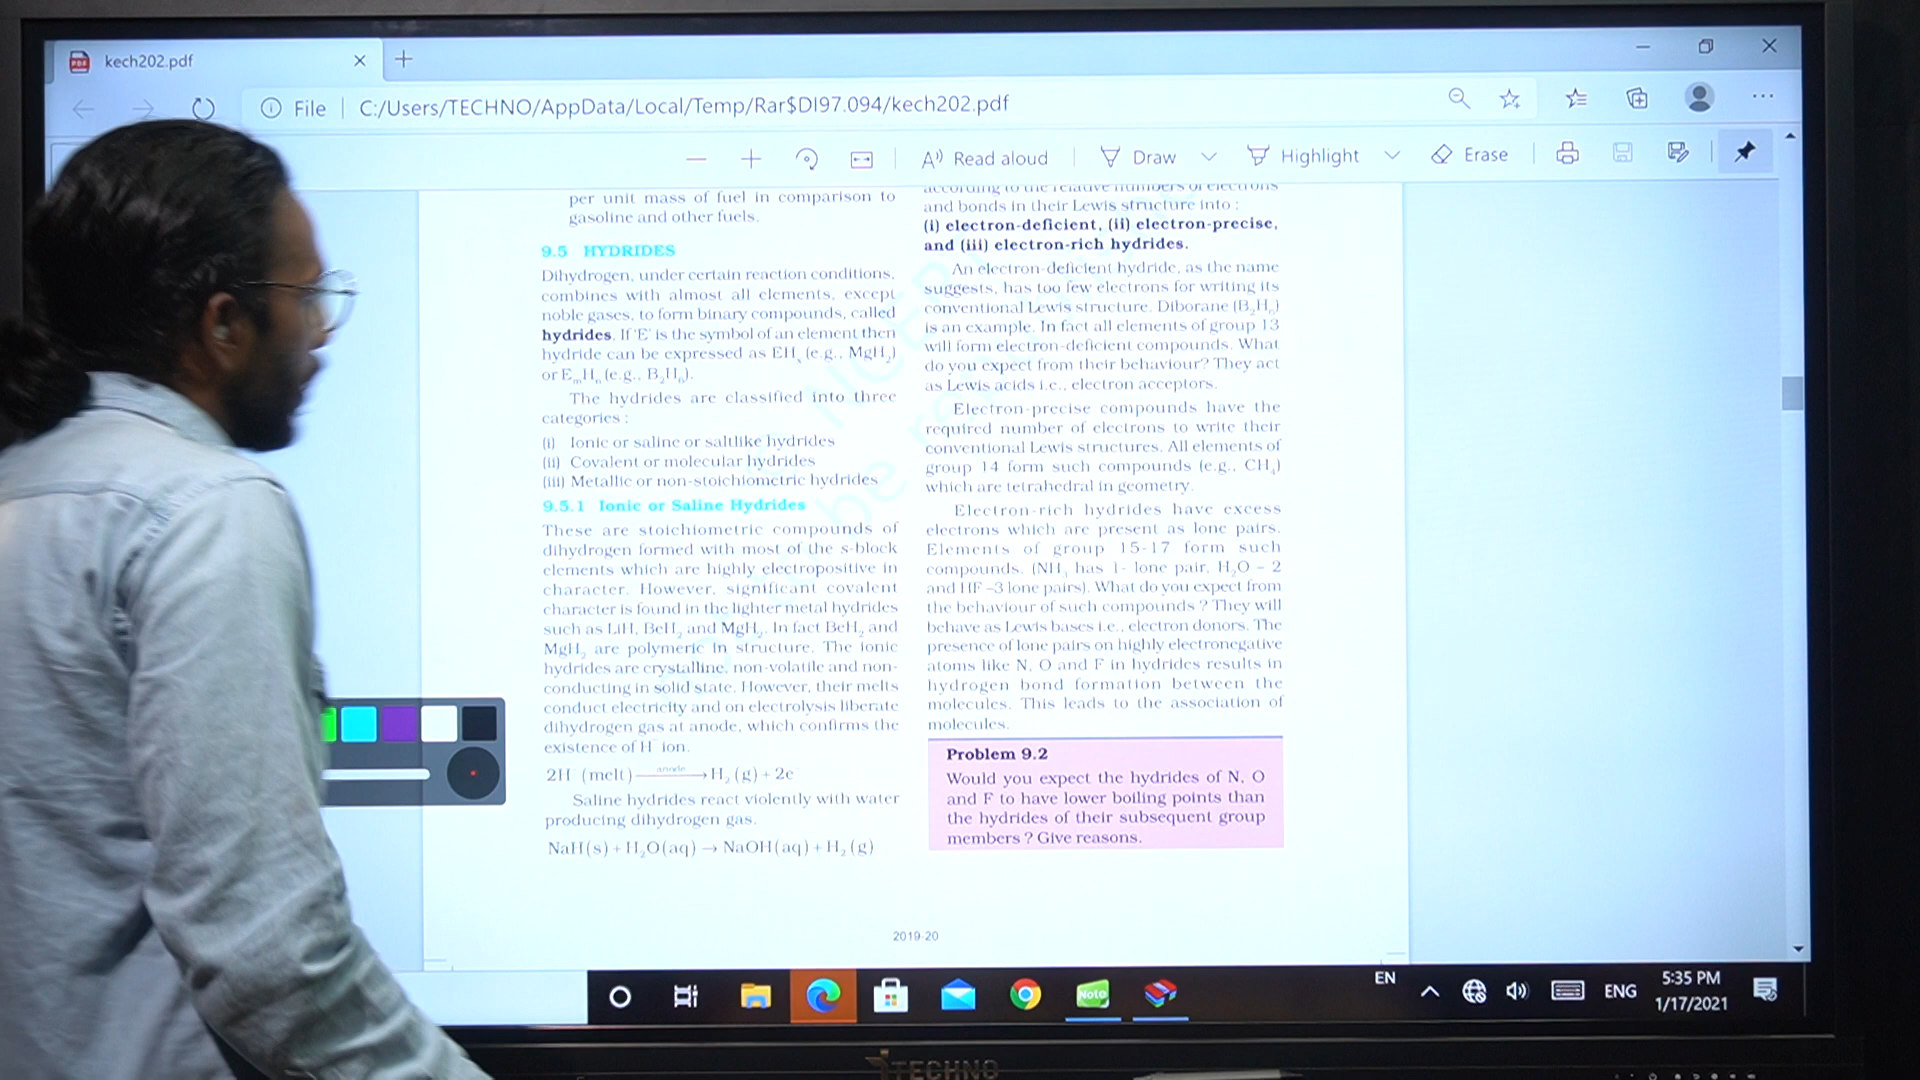 kech202.pdf
File
C:/Users/TECHNO/AppData/Local/Temp/Rar$DI97.094/kech202.pdf
Read aloud
Draw
Highlight
Erase
per unit mass of fuel in comparison to
gasoline and other fuels.
9.5 HYDRIDES
Dihydrogen, under certain reaction conditions,
combines with almost all elements, except
noble gases, to form binary compounds, called
hydrides. If 'E' is the symbol of an element then
hydride can be expressed as EHₓ (e.g., MgH₂)
or EₘHₙ (e.g., B₂H₆).
The hydrides are classified into three
categories :
(i) Ionic or saline or saltlike hydrides
(ii) Covalent or molecular hydrides
(iii) Metallic or non-stoichiometric hydrides
9.5.1 Ionic or Saline Hydrides
These are stoichiometric compounds of
dihydrogen formed with most of the s-block
elements which are highly electropositive in
character. However, significant covalent
character is found in the lighter metal hydrides
such as LiH, BeH₂ and MgH₂. In fact BeH₂ and
MgH₂ are polymeric in structure. The ionic
hydrides are crystalline, non-volatile and non-
conducting in solid state. However, their melts
conduct electricity and on electrolysis liberate
dihydrogen gas at anode, which confirms the
existence of H⁻ ion.
2H (melt) anode → H₂ (g) + 2e
Saline hydrides react violently with water
producing dihydrogen gas.
NaH(s) + H₂O(aq) → NaOH(aq) + H₂ (g)
according to the relative numbers of electrons
and bonds in their Lewis structure into :
(i) electron-deficient, (ii) electron-precise,
and (iii) electron-rich hydrides.
An electron-deficient hydride, as the name
suggests, has too few electrons for writing its
conventional Lewis structure. Diborane (B₂H₆)
is an example. In fact all elements of group 13
will form electron-deficient compounds. What
do you expect from their behaviour? They act
as Lewis acids i.e., electron acceptors.
Electron-precise compounds have the
required number of electrons to write their
conventional Lewis structures. All elements of
group 14 form such compounds (e.g., CH₄)
which are tetrahedral in geometry.
Electron-rich hydrides have excess
electrons which are present as lone pairs.
Elements of group 15-17 form such
compounds. (NH₃ has 1- lone pair, H₂O – 2
and HF –3 lone pairs). What do you expect from
the behaviour of such compounds ? They will
behave as Lewis bases i.e., electron donors. The
presence of lone pairs on highly electronegative
atoms like N, O and F in hydrides results in
hydrogen bond formation between the
molecules. This leads to the association of
molecules.
Problem 9.2
Would you expect the hydrides of N, O
and F to have lower boiling points than
the hydrides of their subsequent group
members ? Give reasons.
2019-20
Note
EN
ENG
5:35 PM
1/17/2021
TECHNO